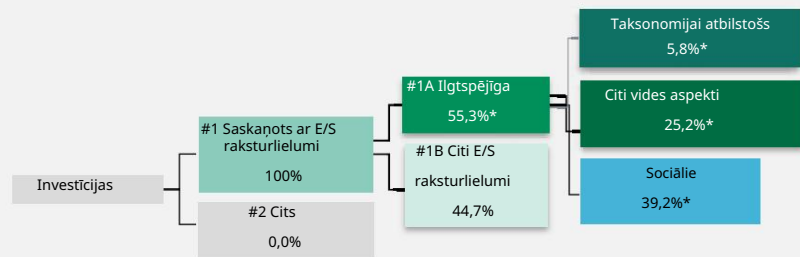 Investīcijas
#1 Saskaņots ar E/S
raksturlielumi
100%
#2 Cits
0,0%
#1A Ilgtspējīga
55,3%*
#1B Citi E/S
raksturlielumi
44,7%
Taksonomijai atbilstošs
5,8%*
Citi vides aspekti
25,2%*
Sociālie
39,2%*